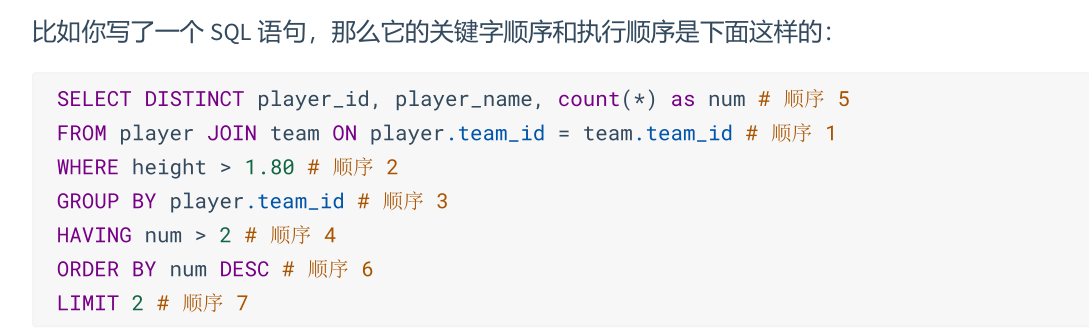 比如你写了一个 SQL 语句，那么它的关键字顺序和执行顺序是下面这样的：
SELECT DISTINCT player_id, player_name, count(*) as num # 顺序 5
FROM player JOIN team ON player.team_id = team.team_id # 顺序 1
WHERE height > 1.80 # 顺序 2
GROUP BY player.team_id # 顺序 3
HAVING num > 2 # 顺序 4
ORDER BY num DESC # 顺序 6
LIMIT 2 # 顺序 7